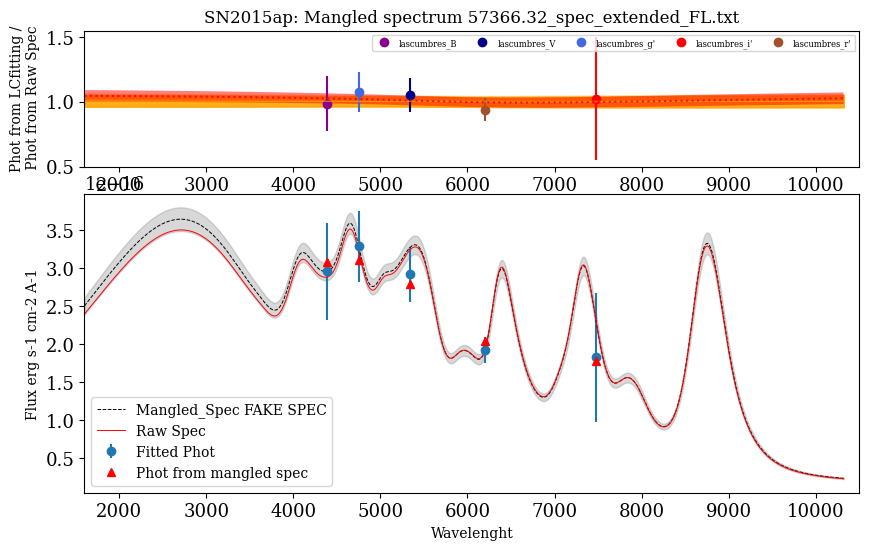 SN2015ap: Mangled spectrum 57366.32_spec_extended_FL.txt
Phot from LCfitting /
Phot from Raw Spec
1.5
1.0
0.5
lascumbres_B
lascumbres_V
lascumbres_g'
lascumbres_i'
lascumbres_r'
2000 3000 4000 5000 6000 7000 8000 9000 10000
1e−16
Flux erg s-1 cm-2 A-1
3.5
3.0
2.5
2.0
1.5
1.0
0.5
Mangled_Spec FAKE SPEC
Raw Spec
Fitted Phot
Phot from mangled spec
2000 3000 4000 5000 6000 7000 8000 9000 10000
Wavelenght